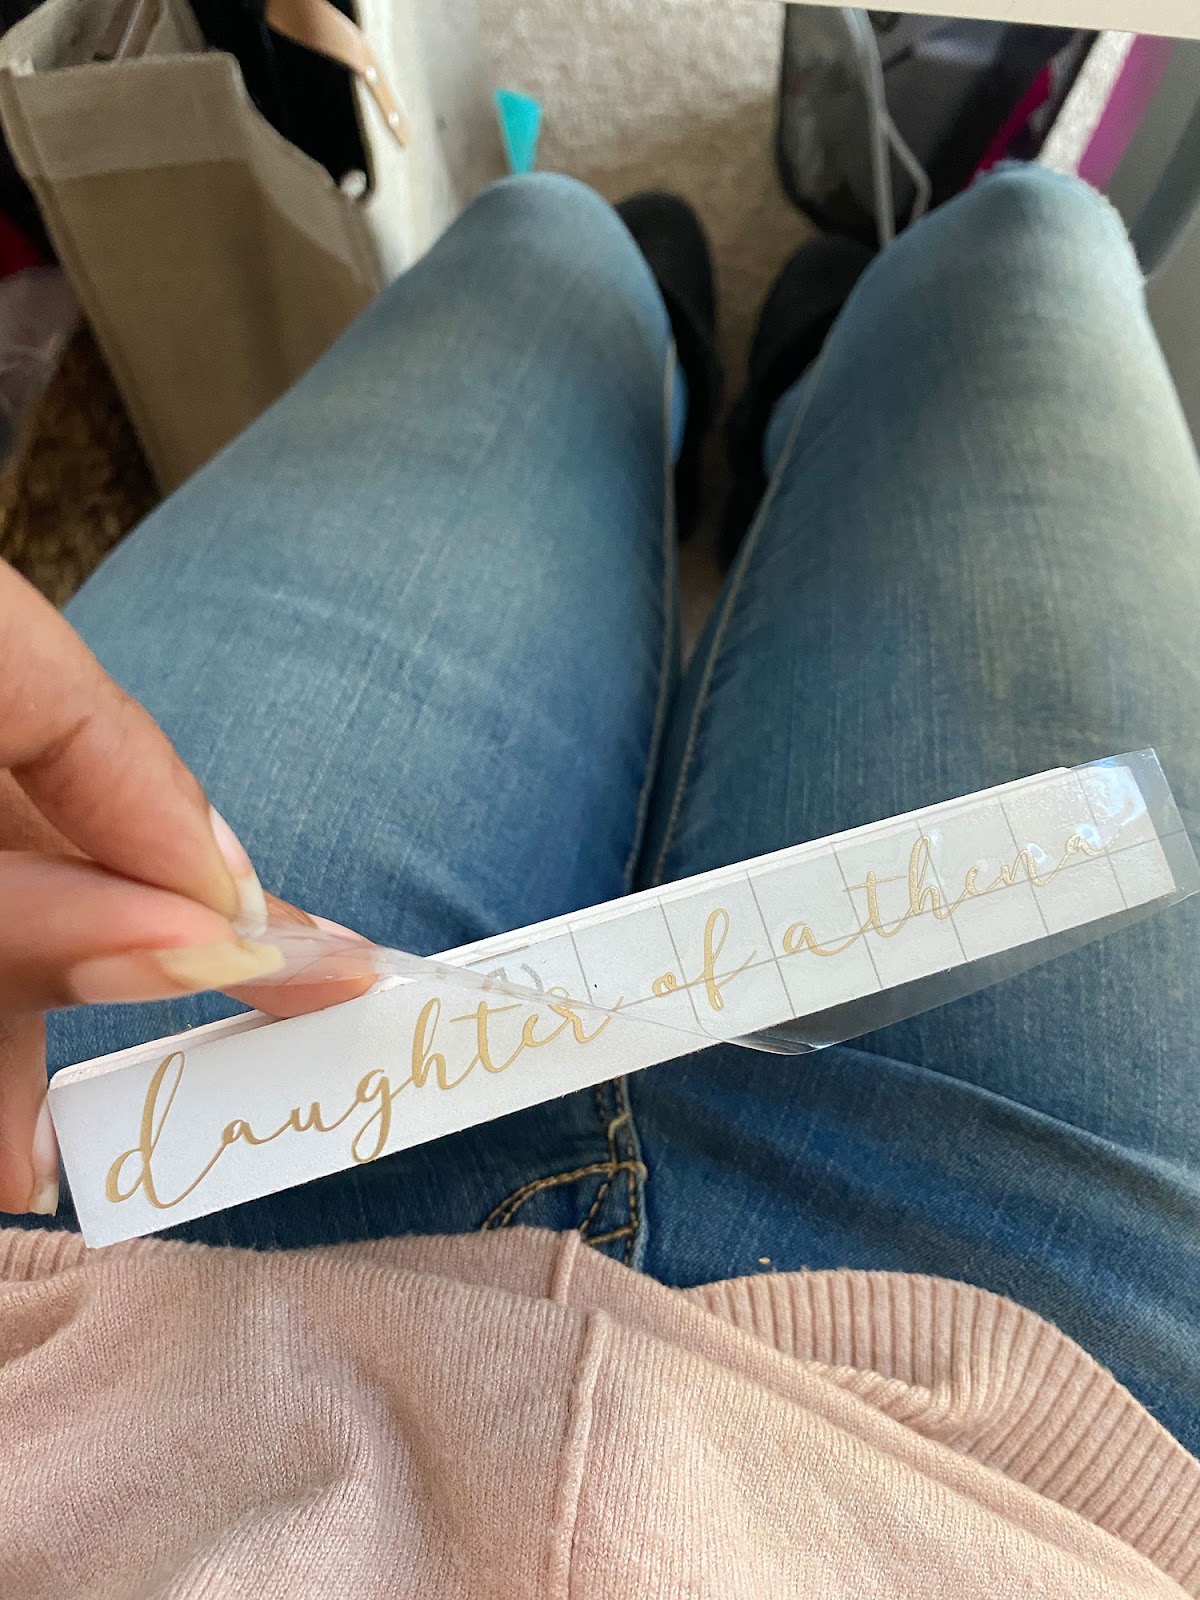 daughter of athena